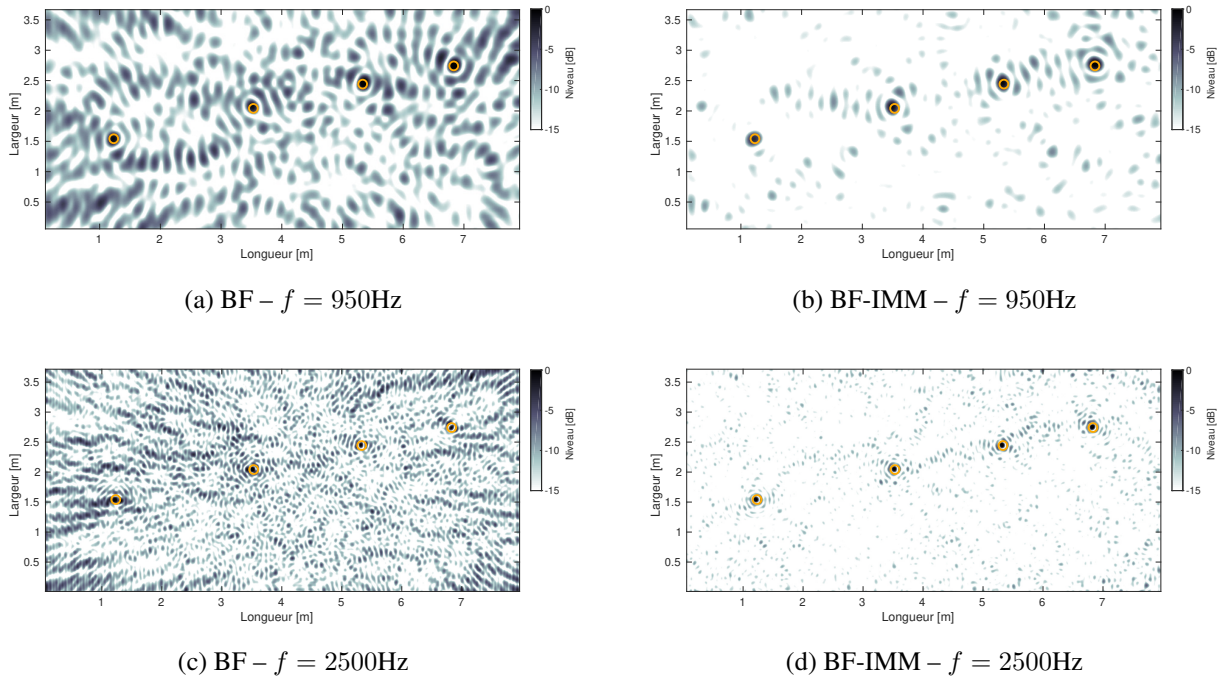 3.5
3
2.5
2
1.5
1
0.5
Largeur [m]
1 2 3 4 5 6 7
Longueur [m]
0
-5
-10
-15
Niveau [dB]
(a) BF – f = 950Hz
3.5
3
2.5
2
1.5
1
0.5
Largeur [m]
1 2 3 4 5 6 7
Longueur [m]
0
-5
-10
-15
Niveau [dB]
(b) BF-IMM – f = 950Hz
3.5
3
2.5
2
1.5
1
0.5
Largeur [m]
1 2 3 4 5 6 7
Longueur [m]
0
-5
-10
-15
Niveau [dB]
(c) BF – f = 2500Hz
3.5
3
2.5
2
1.5
1
0.5
Largeur [m]
1 2 3 4 5 6 7
Longueur [m]
0
-5
-10
-15
Niveau [dB]
(d) BF-IMM – f = 2500Hz